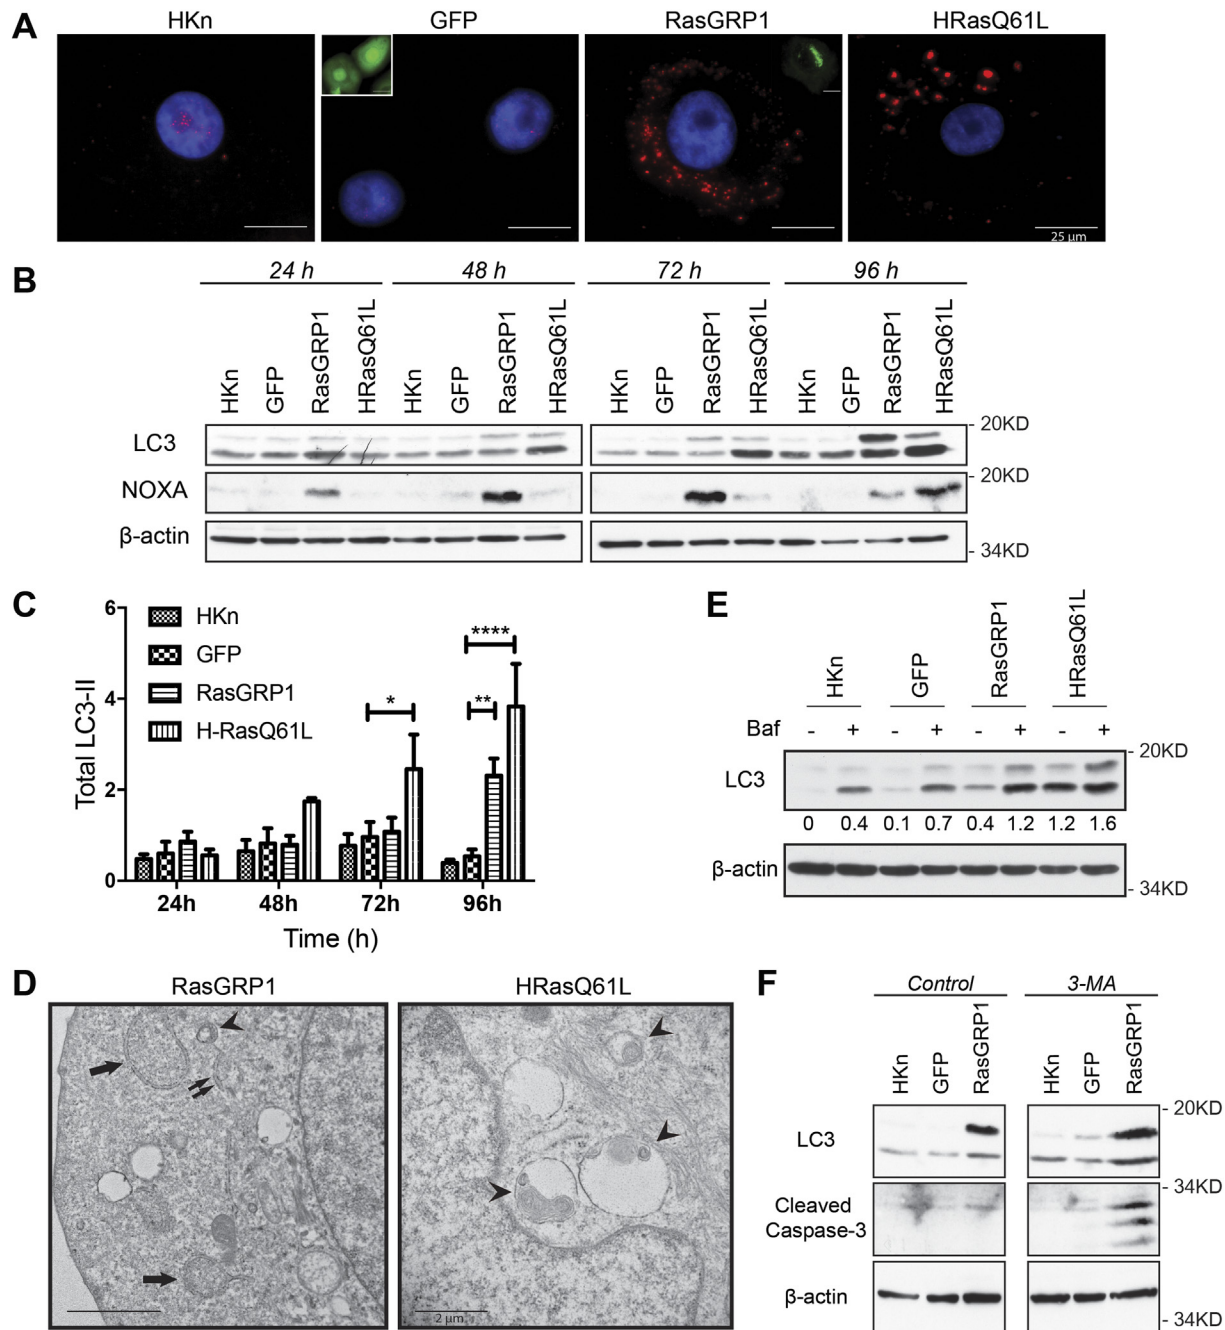 A
HKn GFP RasGRP1 HRasQ61L
25 µm
B
24 h 48 h 72 h 96 h
HKn GFP RasGRP1 HRasQ61L HKn GFP RasGRP1 HRasQ61L HKn GFP RasGRP1 HRasQ61L HKn GFP RasGRP1 HRasQ61L
LC3 - 20KD
NOXA - 20KD
β-actin - 34KD
C
Total LC3-II
6
4
2
0
HKn
GFP
RasGRP1
H-RasQ61L
* ** ****
24h 48h 72h 96h
Time (h)
E
HKn GFP RasGRP1 HRasQ61L
Baf - + - + - + - +
LC3 - 20KD
0 0.4 0.1 0.7 0.4 1.2 1.2 1.6
β-actin - 34KD
D
RasGRP1 HRasQ61L
2 µm
F
Control 3-MA
HKn GFP RasGRP1 HKn GFP RasGRP1
LC3 - 20KD
Cleaved
Caspase-3
- 34KD
β-actin - 34KD